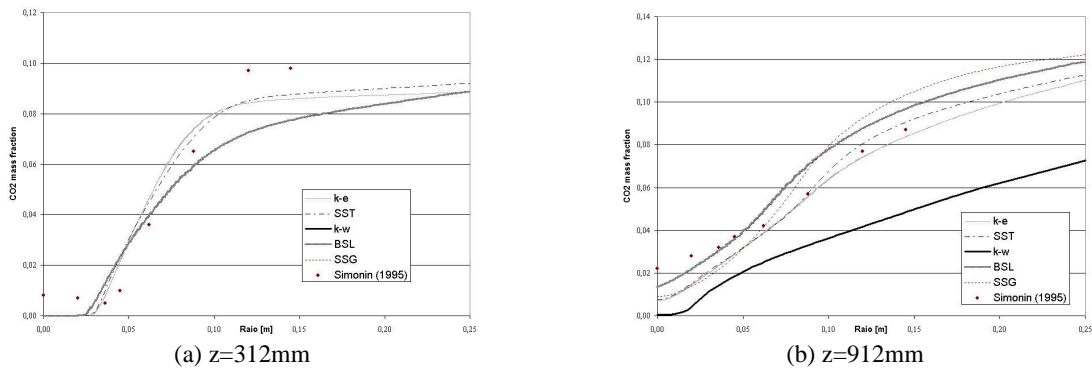 0,12
0,10
0,08
0,06
0,04
0,02
0,00
CO2 mass fraction
0,00 0,05 0,10 0,15 0,20 0,25
Raio [m]
k-e
SST
k-w
BSL
SSG
Simonin (1995)
(a) z=312mm
0,14
0,12
0,10
0,08
0,06
0,04
0,02
0,00
CO2 mass fraction
0,00 0,05 0,10 0,15 0,20 0,25
Raio [m]
k-e
SST
k-w
BSL
SSG
Simonin (1995)
(b) z=912mm